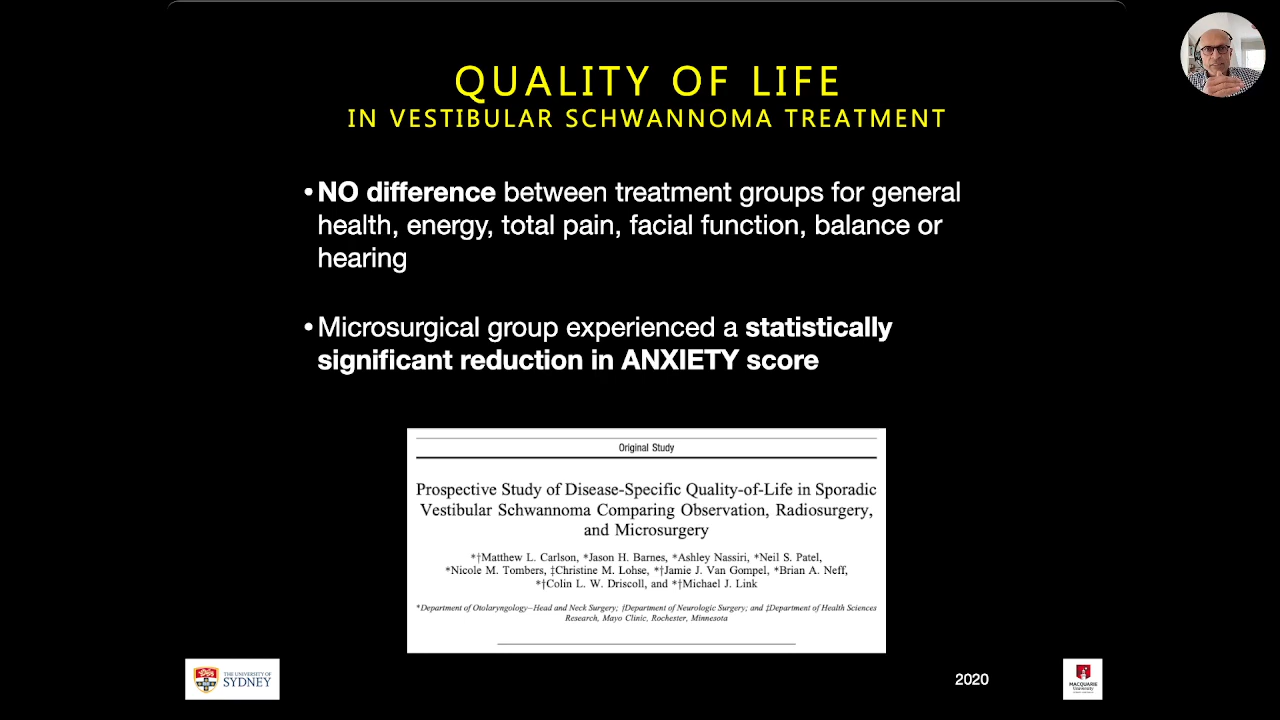 QUALITY OF LIFE
IN VESTIBULAR SCHWANNOMA TREATMENT
•NO difference between treatment groups for general
health, energy, total pain, facial function, balance or
hearing
•Microsurgical group experienced a statistically
significant reduction in ANXIETY score
Original Study
Prospective Study of Disease-Specific Quality-of-Life in Sporadic
Vestibular Schwannoma Comparing Observation, Radiosurgery,
and Microsurgery
*†Matthew L. Carlson, *Jason H. Barnes, *Ashley Nassiri, *Neil S. Patel,
*Nicole M. Tombers, ‡Christine M. Lohse, *†Jamie J. Van Gompel, *Brian A. Neff,
*†Colin L. W. Driscoll, and *†Michael J. Link
*Department of Otolaryngology–Head and Neck Surgery; †Department of Neurologic Surgery; and ‡Department of Health Sciences
Research, Mayo Clinic, Rochester, Minnesota
THE UNIVERSITY OF
SYDNEY
2020
MACQUARIE
University